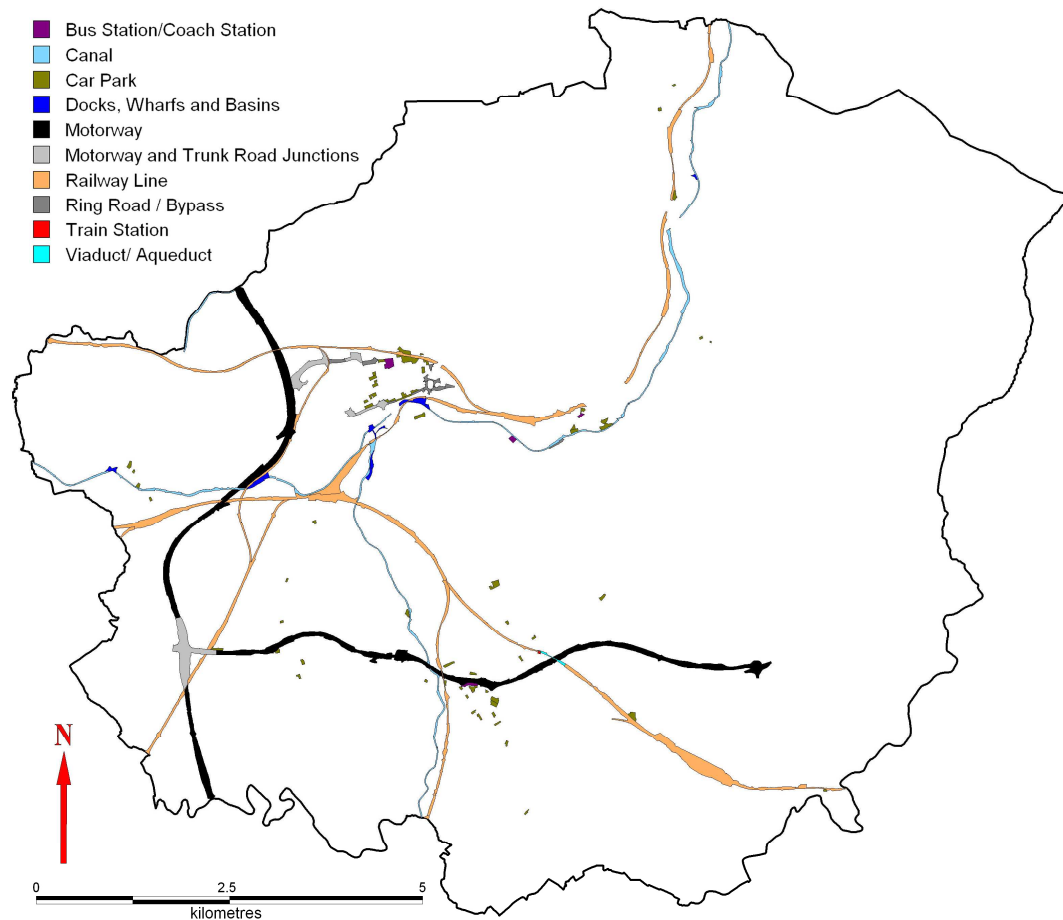 Bus Station/Coach Station
Canal
Car Park
Docks, Wharfs and Basins
Motorway
Motorway and Trunk Road Junctions
Railway Line
Ring Road / Bypass
Train Station
Viaduct/ Aqueduct
N
0 2.5 5
kilometres